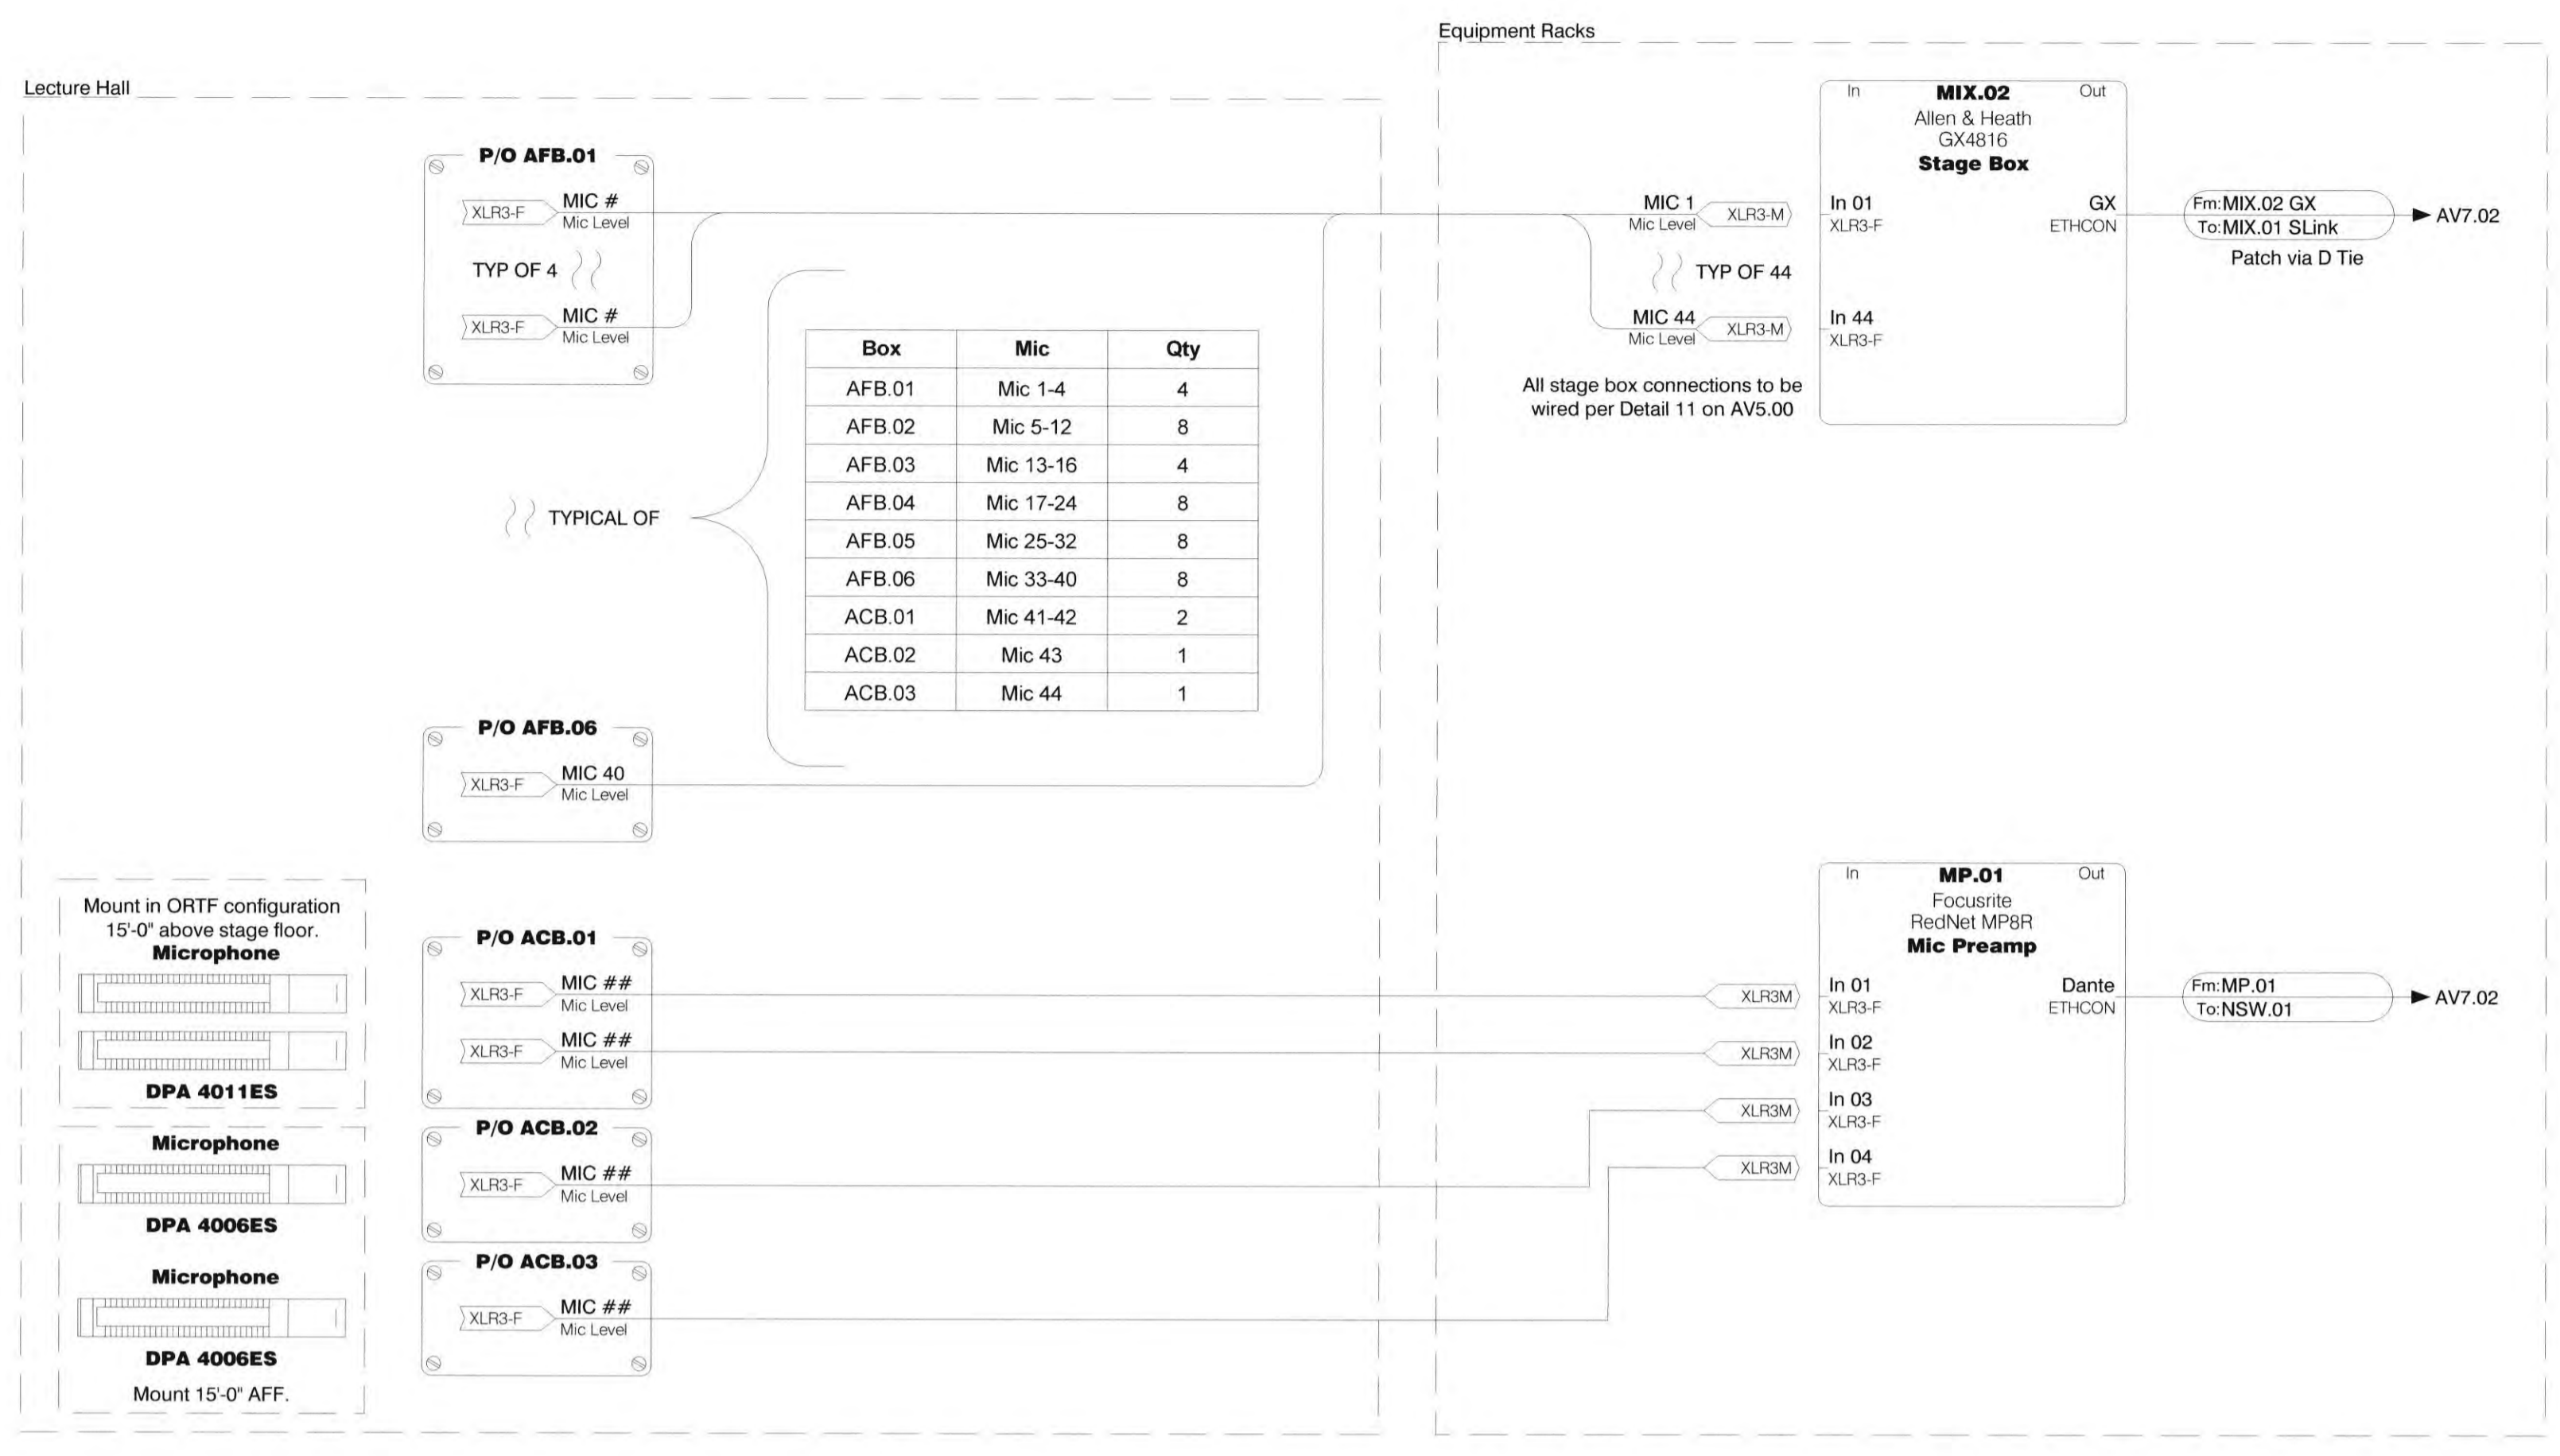 Equipment Racks
Lecture Hall
P/O AFB.01
XLR3-F MIC #
Mic Level
TYP OF 4
XLR3-F MIC #
Mic Level
TYPICAL OF
Box Mic Qty
AFB.01 Mic 1-4 4
AFB.02 Mic 5-12 8
AFB.03 Mic 13-16 4
AFB.04 Mic 17-24 8
AFB.05 Mic 25-32 8
AFB.06 Mic 33-40 8
ACB.01 Mic 41-42 2
ACB.02 Mic 43 1
ACB.03 Mic 44 1
P/O AFB.06
XLR3-F MIC 40
Mic Level
MIC 1
Mic Level
XLR3-M
TYP OF 44
MIC 44
Mic Level
XLR3-M
All stage box connections to be
wired per Detail 11 on AV5.00
In MIX.02 Out
Allen & Heath
GX4816
Stage Box
In 01 GX
XLR3-F ETHCON
In 44
XLR3-F
Fm:MIX.02 GX
To:MIX.01 SLink
AV7.02
Patch via D Tie
Mount in ORTF configuration
15'-0" above stage floor.
Microphone
DPA 4011ES
Microphone
DPA 4006ES
Microphone
DPA 4006ES
Mount 15'-0" AFF.
P/O ACB.01
XLR3-F MIC ##
Mic Level
XLR3-F MIC ##
Mic Level
P/O ACB.02
XLR3-F MIC ##
Mic Level
P/O ACB.03
XLR3-F MIC ##
Mic Level
XLR3M
XLR3M
XLR3M
XLR3M
In MP.01 Out
Focusrite
RedNet MP8R
Mic Preamp
In 01 Dante
XLR3-F ETHCON
In 02
XLR3-F
In 03
XLR3-F
In 04
XLR3-F
Fm:MP.01
To:NSW.01
AV7.02